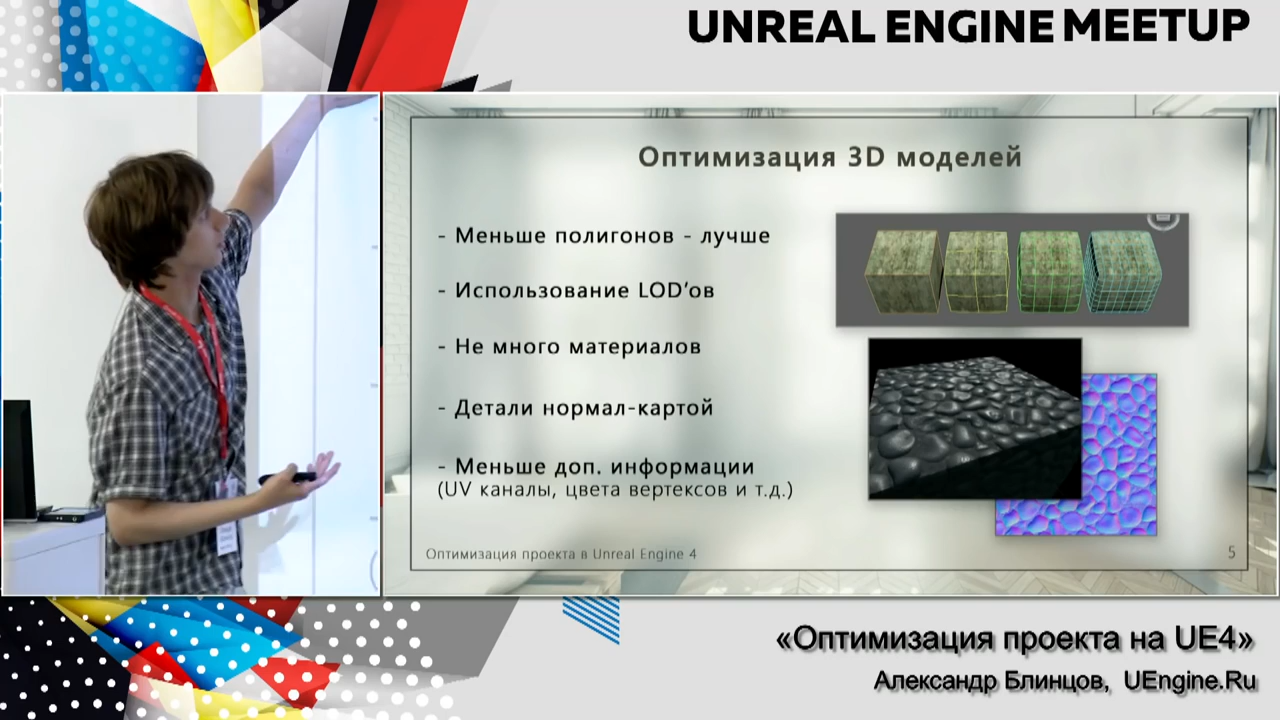 UNREAL ENGINE MEETUP
Оптимизация 3D моделей
- Меньше полигонов - лучше
- Использование LOD’ов
- Не много материалов
- Детали нормал-картой
- Меньше доп. информации
(UV каналы, цвета вертексов и т.д.)
Оптимизация проекта в Unreal Engine 4
5
«Оптимизация проекта на UE4»
Александр Блинцов, UEngine.Ru